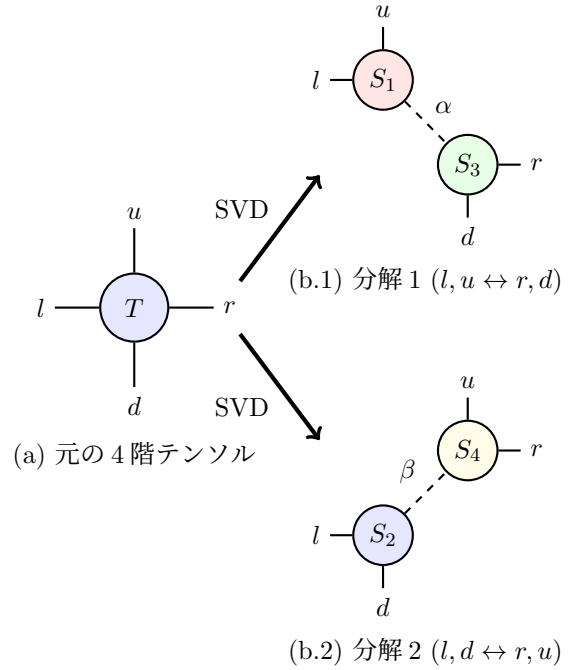 u
l
S₁
α
S₃
r
d
(b.1) 分解 1 (l, u ↔ r, d)
SVD
u
l
T
r
d
(a) 元の 4 階テンソル
SVD
u
S₄
r
β
l
S₂
d
(b.2) 分解 2 (l, d ↔ r, u)